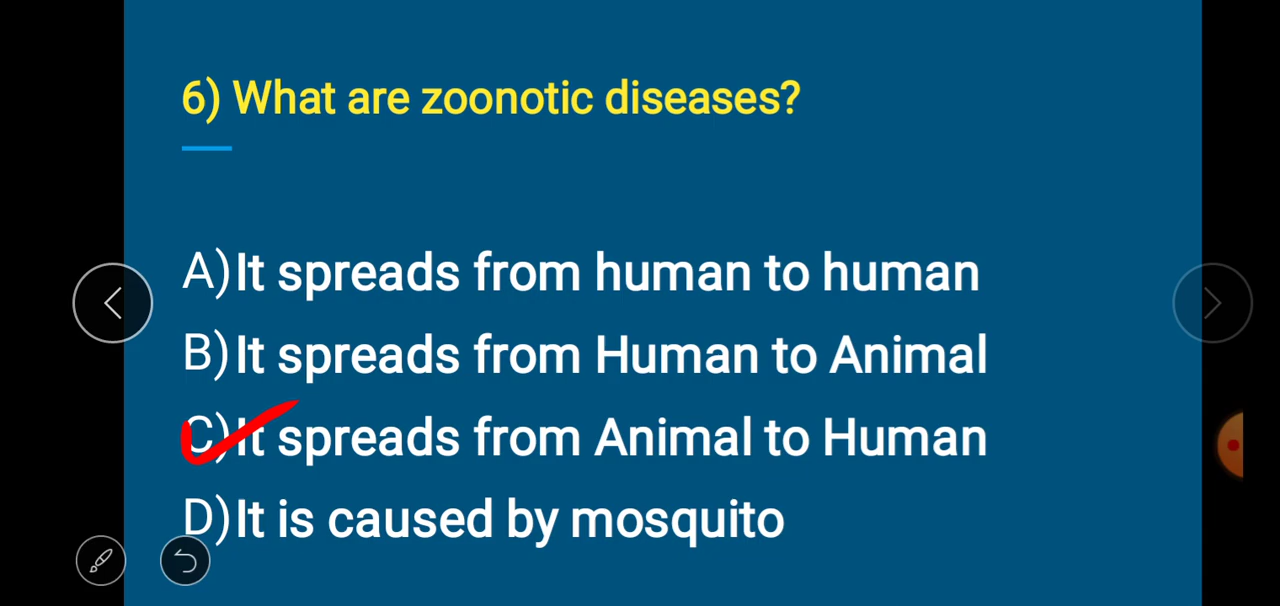 6) What are zoonotic diseases?
A) It spreads from human to human
B) It spreads from Human to Animal
C) It spreads from Animal to Human
D) It is caused by mosquito